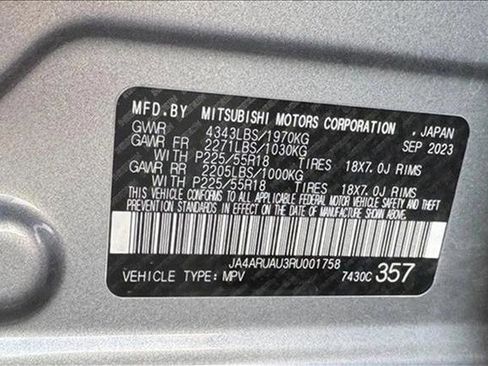 MFD.BY MITSUBISHI MOTORS CORPORATION , JAPAN
GVWR 4343LBS/1970KG SEP 2023
GAWR FR 2271LBS/1030KG
WITH P225/55R18 TIRES 18X7.0J RIMS
GAWR RR 2205LBS/1000KG
WITH P225/55R18 TIRES 18X7.0J RIMS
THIS VEHICLE CONFORMS TO ALL APPLICABLE FEDERAL MOTOR VEHICLE SAFETY AND THEFT
PREVENTION STANDARDS IN EFFECT ON THE DATE OF MANUFACTURE SHOWN ABOVE.
JA4ARUAU3RU001758
VEHICLE TYPE: MPV 7430C 357